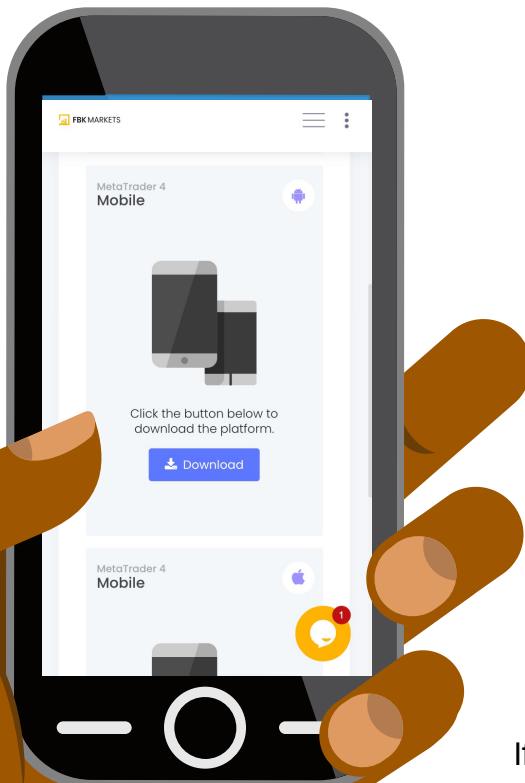 FBK MARKETS
MetaTrader 4
Mobile
Click the button below to
download the platform.
Download
MetaTrader 4
Mobile
1